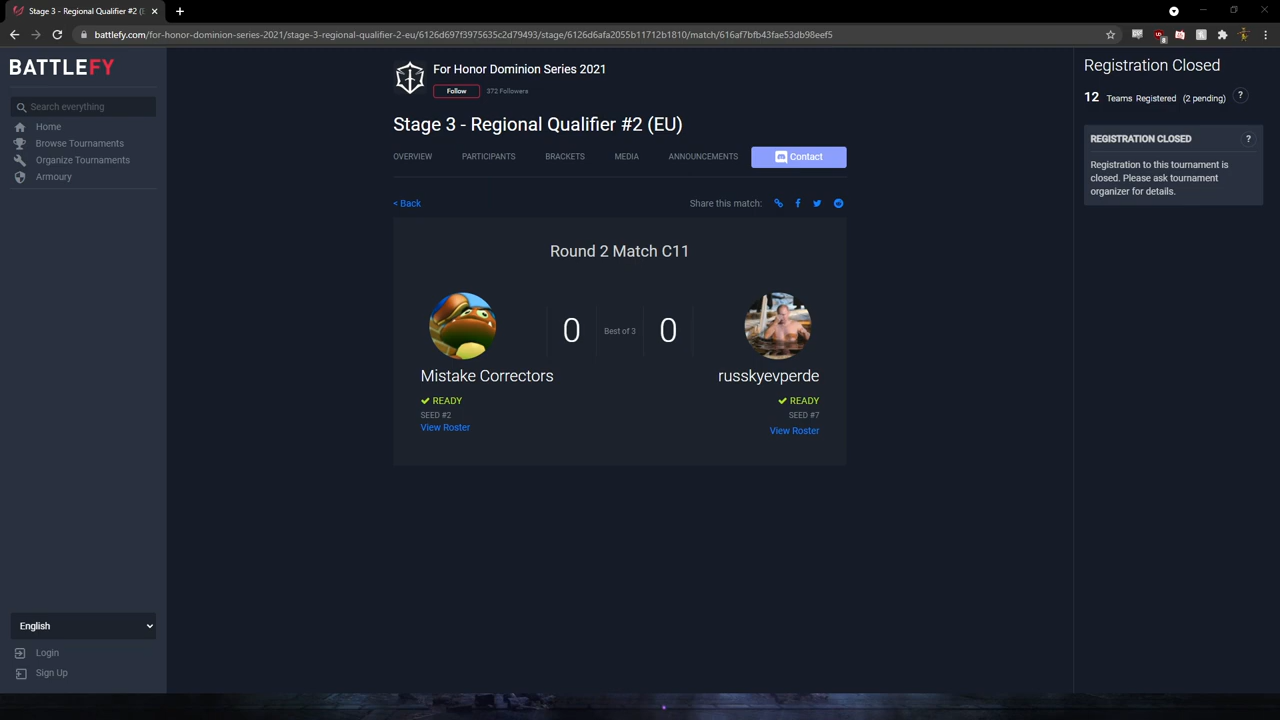 Stage 3 - Regional Qualifier #2 (E
battlefy.com/for-honor-dominion-series-2021/stage-3-regional-qualifier-2-eu/6126d697f3975635c2d79493/stage/6126d6afa2055b11712b1810/match/616af7bfb43fae53db98eef5
BATTLEFY
Search everything
Home
Browse Tournaments
Organize Tournaments
Armoury
English
Login
Sign Up
For Honor Dominion Series 2021
Follow 372 Followers
Stage 3 - Regional Qualifier #2 (EU)
OVERVIEW PARTICIPANTS BRACKETS MEDIA ANNOUNCEMENTS Contact
< Back Share this match:
Round 2 Match C11
0 Best of 3 0
Mistake Correctors russkyevperde
READY READY
SEED #2 SEED #7
View Roster View Roster
Registration Closed
12 Teams Registered (2 pending) ?
REGISTRATION CLOSED ?
Registration to this tournament is
closed. Please ask tournament
organizer for details.